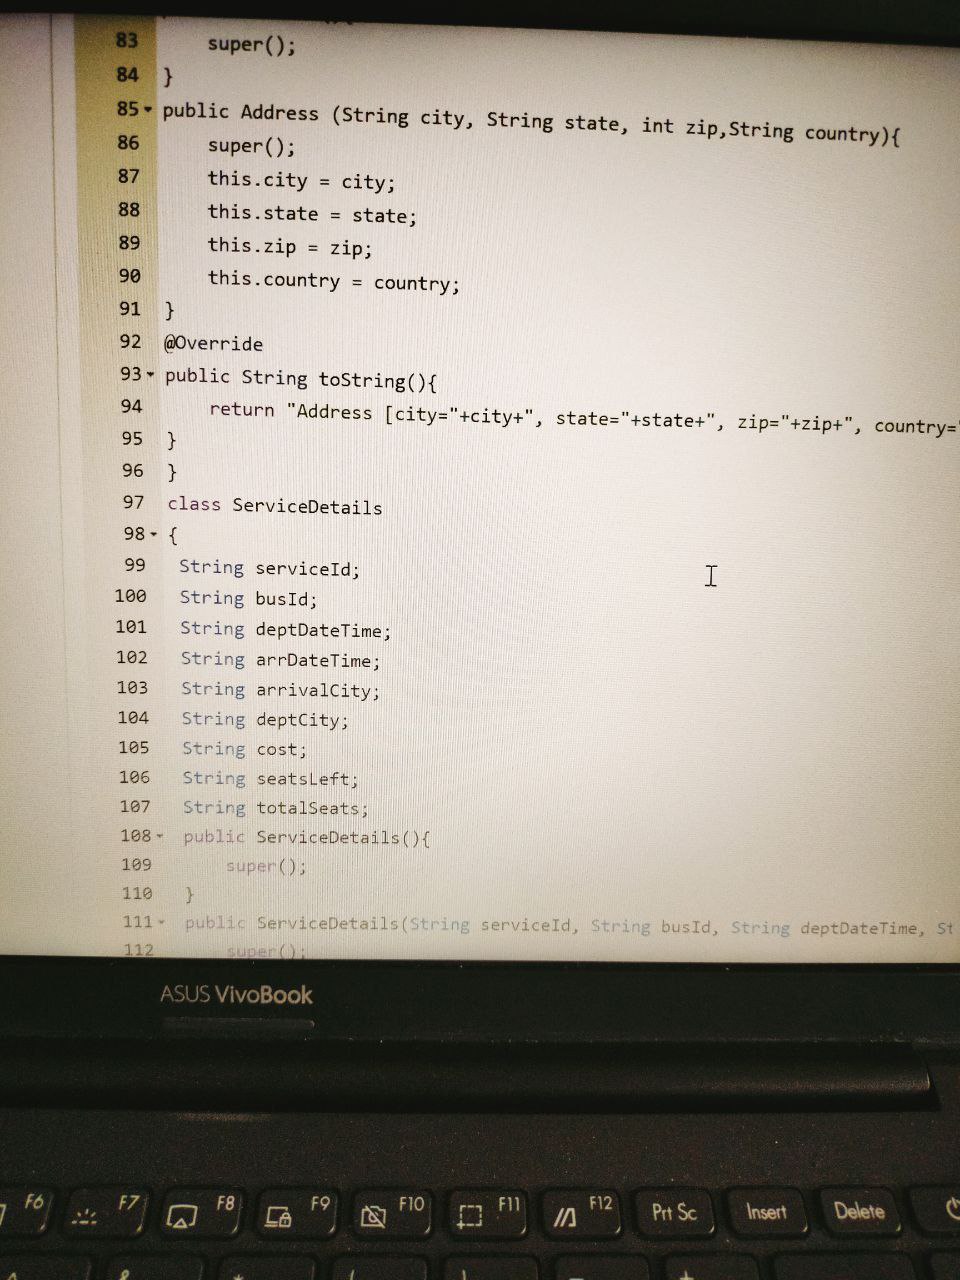 83 super();
84 }
85 public Address (String city, String state, int zip,String country){
86 super();
87 this.city = city;
88 this.state = state;
89 this.zip = zip;
90 this.country = country;
91 }
92 @Override
93 public String toString(){
94 return "Address [city="+city+", state="+state+", zip="+zip+", country="
95 }
96 }
97 class ServiceDetails
98 {
99 String serviceId;
100 String busId;
101 String deptDateTime;
102 String arrDateTime;
103 String arrivalCity;
104 String deptCity;
105 String cost;
106 String seatsLeft;
107 String totalSeats;
108 public ServiceDetails(){
109 super();
110 }
111 public ServiceDetails(String serviceId, String busId, String deptDateTime, St
112 super();
ASUS VivoBook
F6 F7 F8 F9 F10 F11 F12 Prt Sc Insert Delete